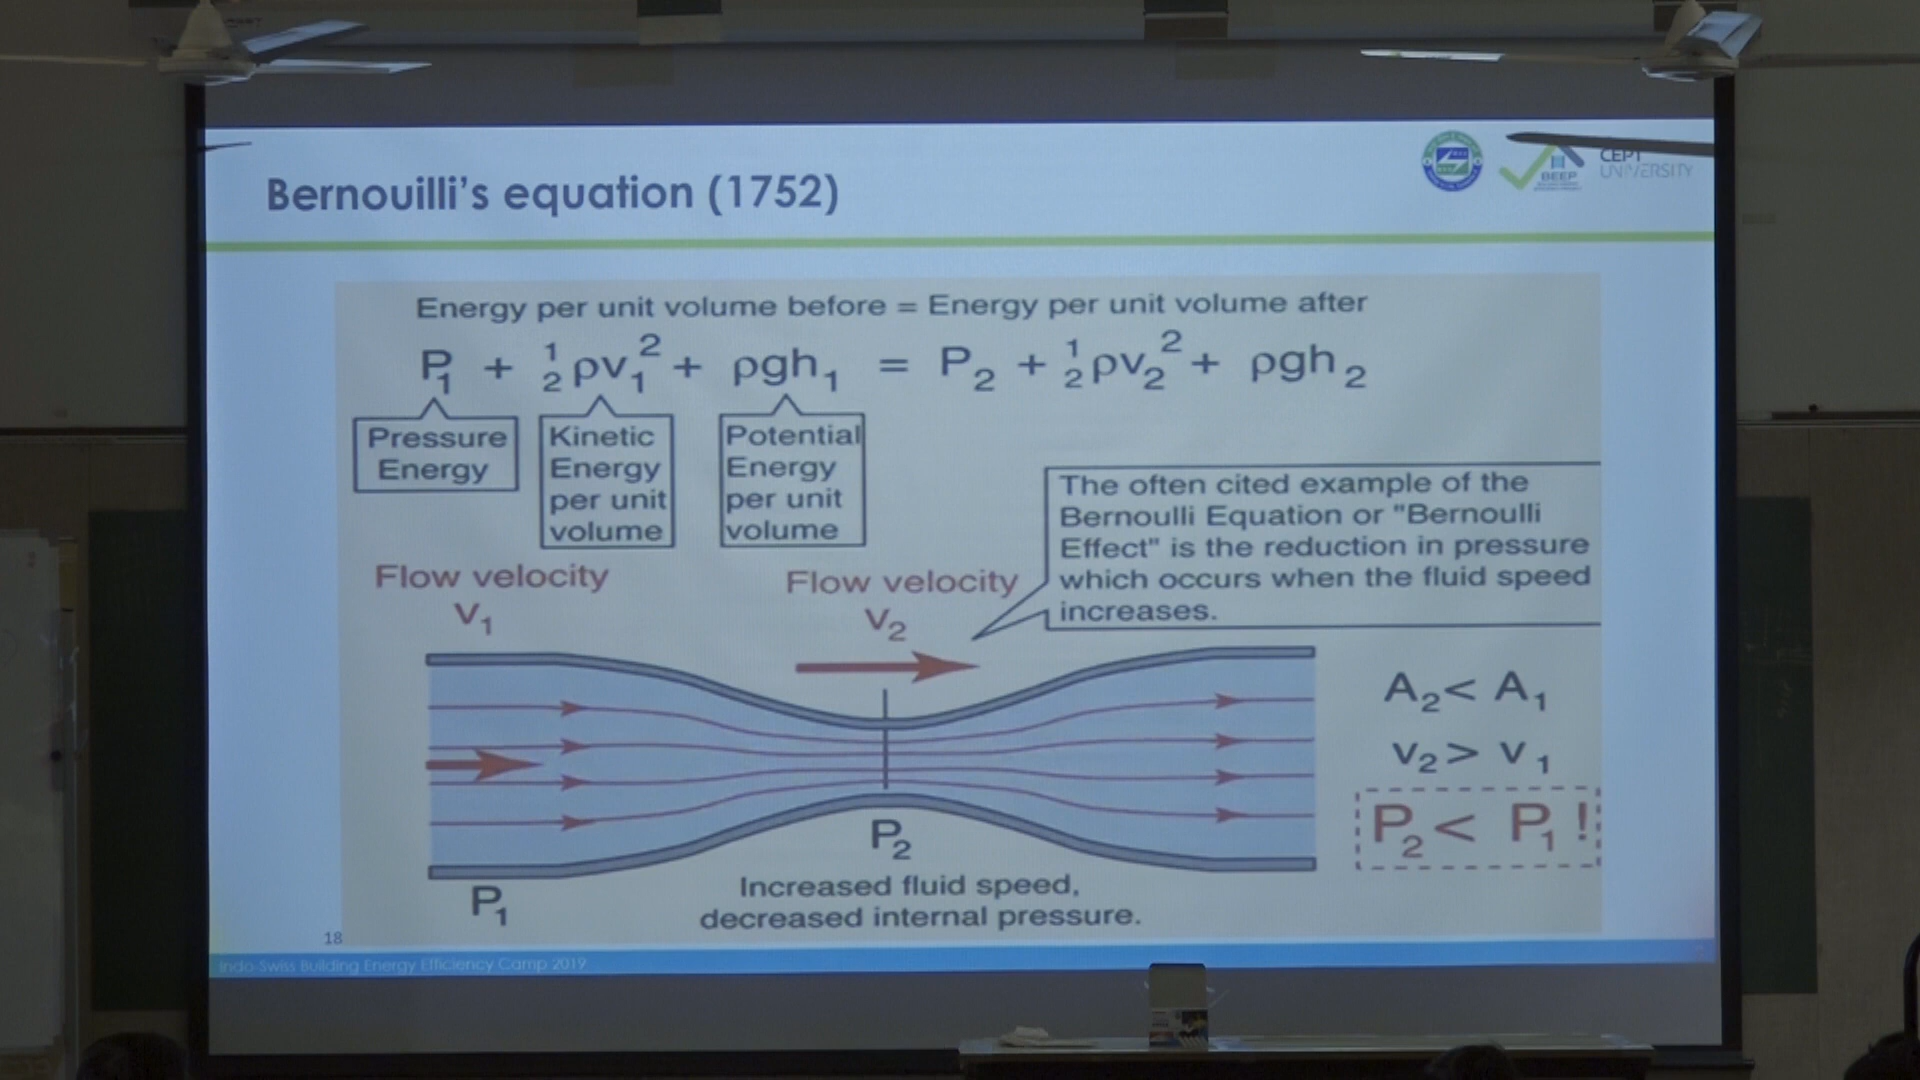 Bernouilli's equation (1752)
BEEP
CEPT
UNIVERSITY
Energy per unit volume before = Energy per unit volume after
P₁ + ½ρv₁² + ρgh₁ = P₂ + ½ρv₂² + ρgh₂
Pressure
Energy
Kinetic
Energy
per unit
volume
Potential
Energy
per unit
volume
The often cited example of the
Bernoulli Equation or "Bernoulli
Effect" is the reduction in pressure
which occurs when the fluid speed
increases.
Flow velocity
V₁
Flow velocity
V₂
A₂< A₁
v₂> v₁
P₂< P₁!
P₂
P₁
Increased fluid speed,
decreased internal pressure.
18
Indo-Swiss Building Energy Efficiency Camp 2019